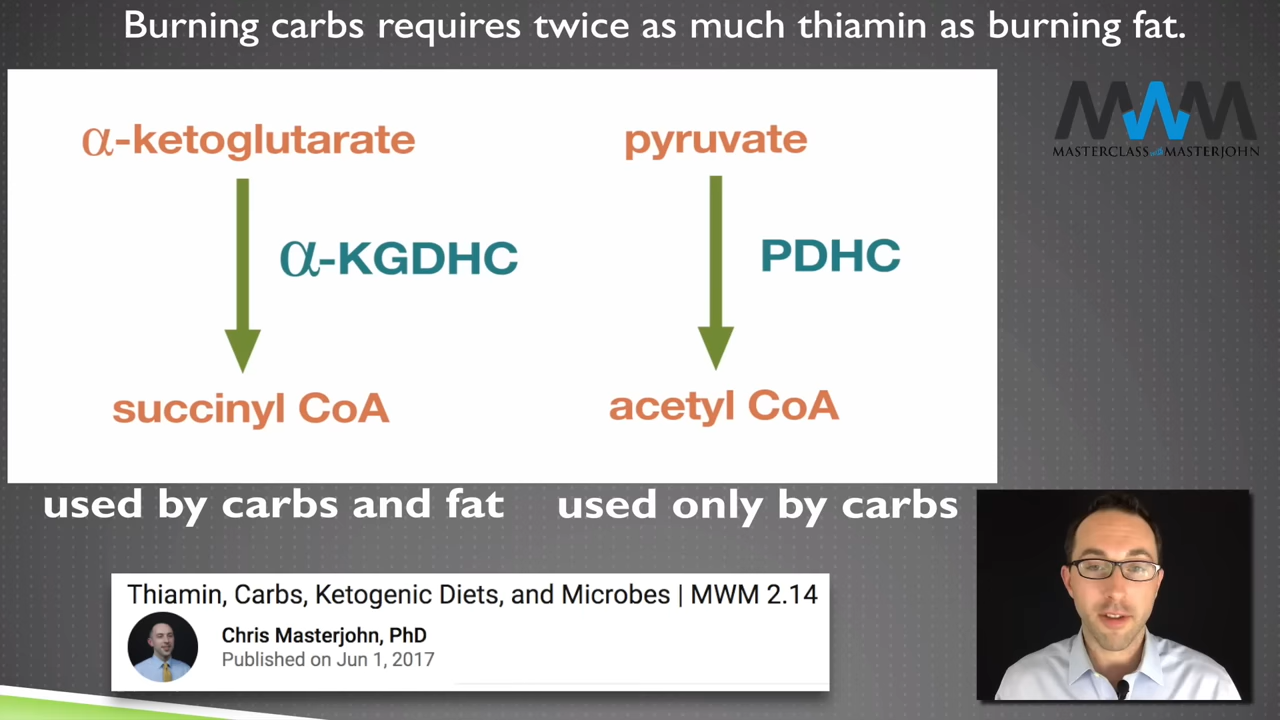 Burning carbs requires twice as much thiamin as burning fat.
MWM
MASTERCLASS with MASTERJOHN
α-ketoglutarate
pyruvate
α-KGDHC
PDHC
succinyl CoA
acetyl CoA
used by carbs and fat
used only by carbs
Thiamin, Carbs, Ketogenic Diets, and Microbes | MWM 2.14
Chris Masterjohn, PhD
Published on Jun 1, 2017